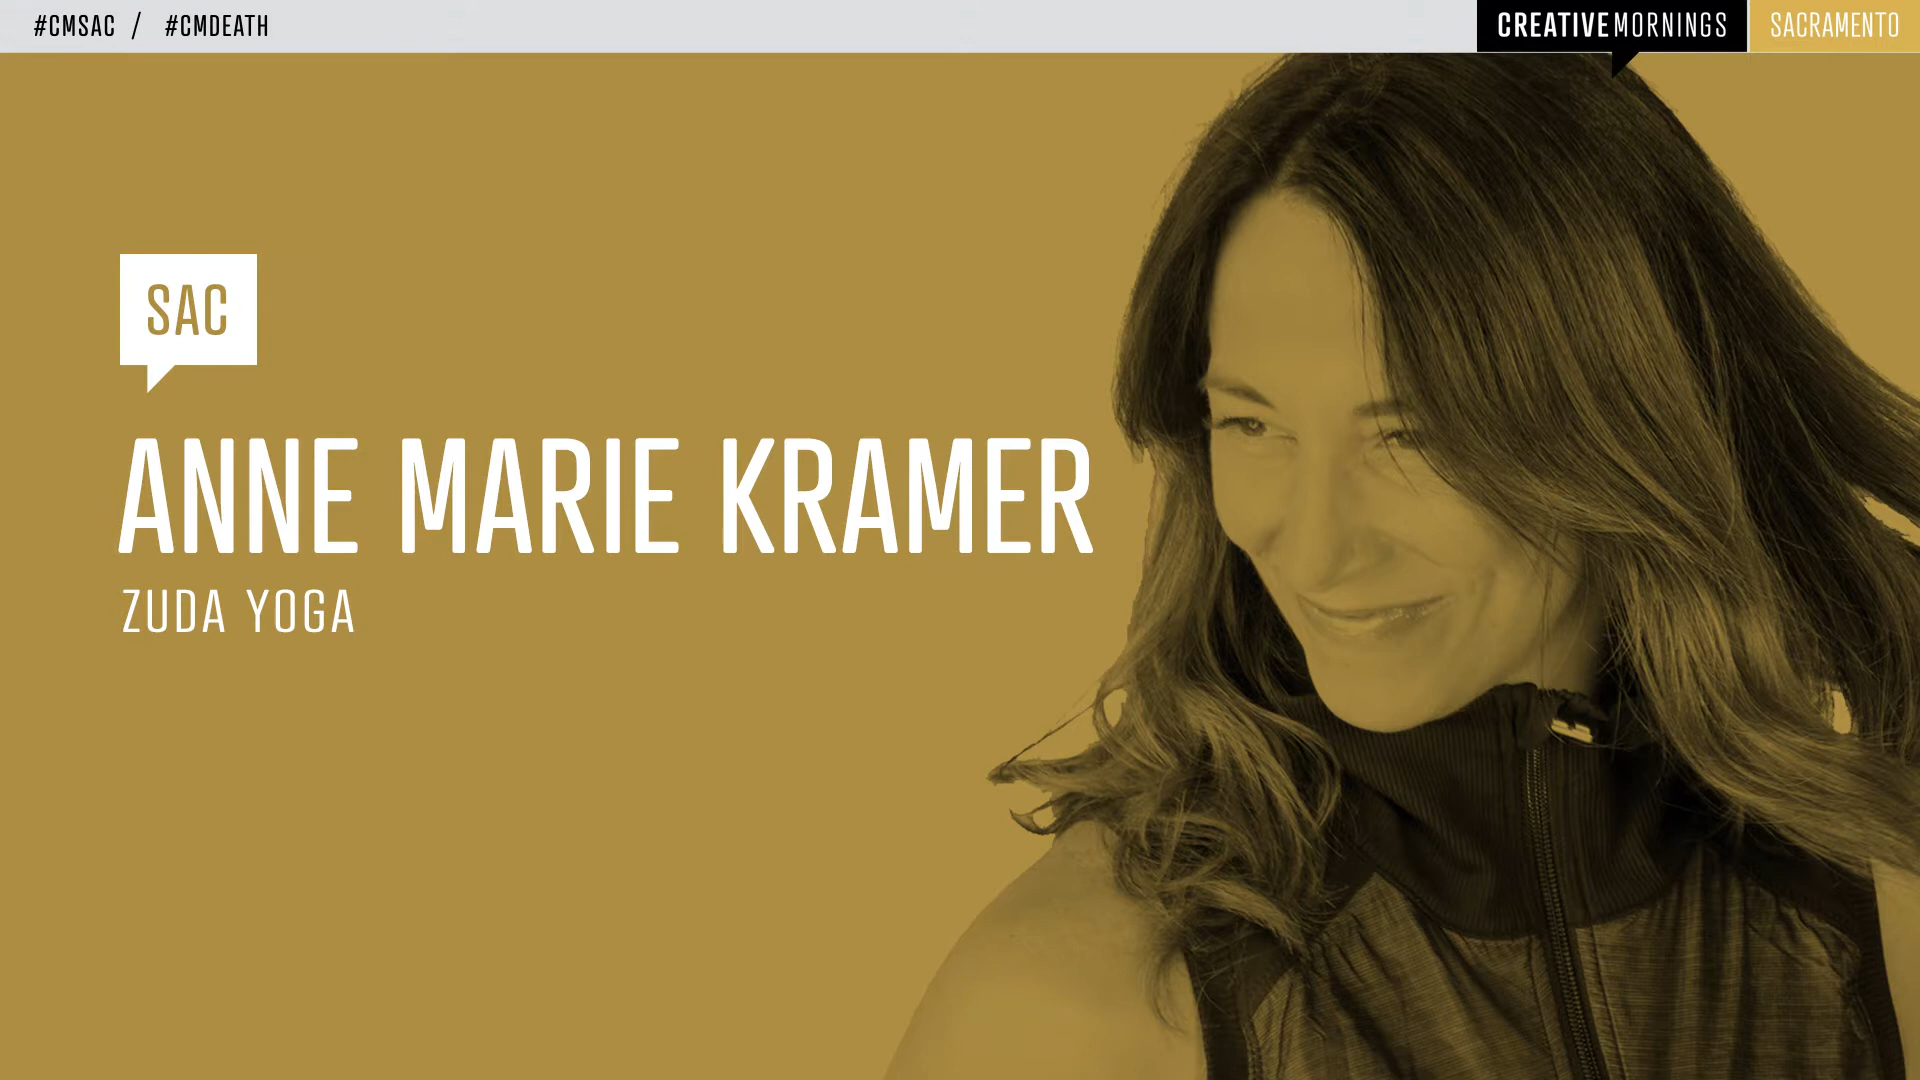 #CMSAC / #CMDEATH
CREATIVEMORNINGS SACRAMENTO
SAC
ANNE MARIE KRAMER
ZUDA YOGA